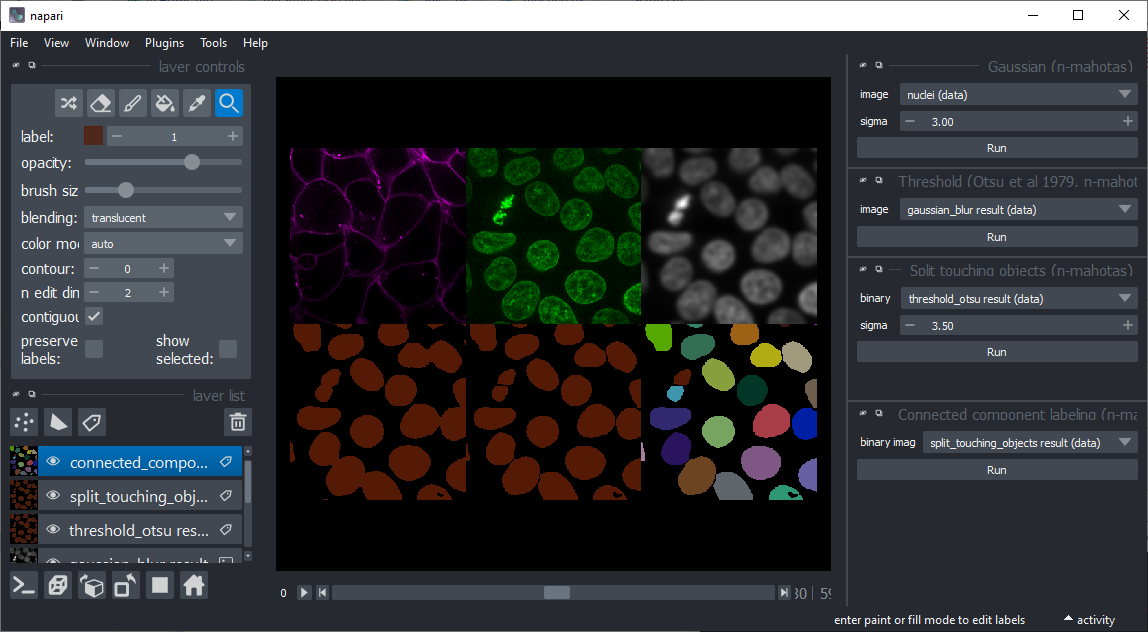 napari
File View Window Plugins Tools Help
layer controls
label: 1
opacity:
brush siz
blending: translucent
color mo auto
contour: 0
n edit din 2
contiguou
preserve labels: show selected:
layer list
connected_compo...
split_touching_obj...
threshold_otsu res...
gaussian_blur result
0
30 | 59
Gaussian (n-mahotas)
image nuclei (data)
sigma 3.00
Run
Threshold (Otsu et al 1979, n-mahot
image gaussian_blur result (data)
Run
Split touching objects (n-mahotas)
binary threshold_otsu result (data)
sigma 3.50
Run
Connected component labeling (n-ma
binary imag split_touching_objects result (data)
Run
enter paint or fill mode to edit labels activity